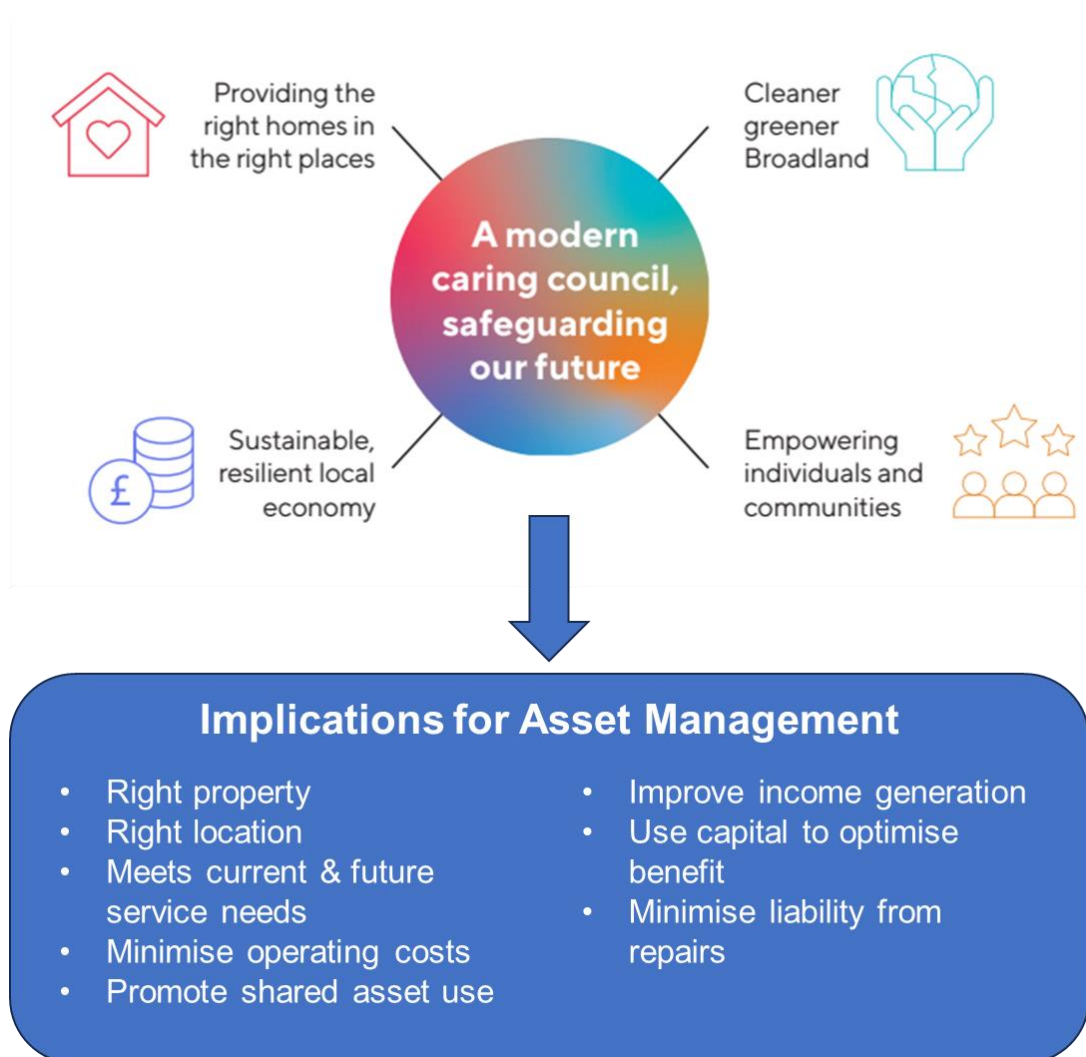 Providing the
right homes in
the right places
Cleaner
greener
Broadland
A modern
caring council,
safeguarding
our future
Sustainable,
resilient local
economy
£
Empowering
individuals and
communities
Implications for Asset Management
• Right property
• Right location
• Meets current & future
service needs
• Minimise operating costs
• Promote shared asset use
• Improve income generation
• Use capital to optimise
benefit
• Minimise liability from
repairs